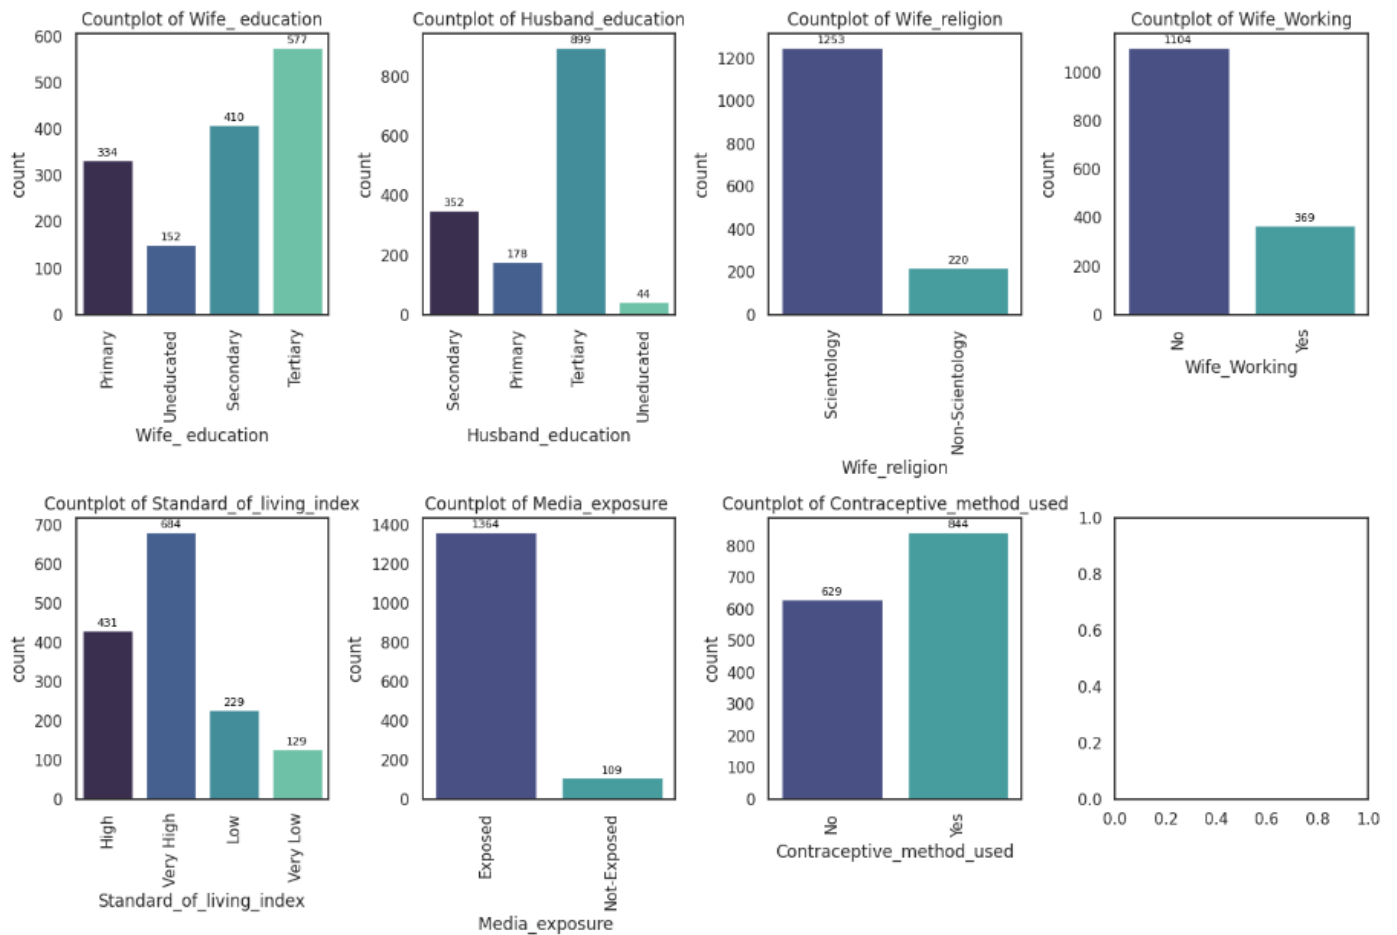 Countplot of Wife_ education
600
500
400
300
200
100
0
count
334
152
410
577
Primary
Uneducated
Secondary
Tertiary
Wife_ education
Countplot of Husband_education
800
600
400
200
0
count
352
178
899
44
Secondary
Primary
Tertiary
Uneducated
Husband_education
Countplot of Wife_religion
1200
1000
800
600
400
200
0
count
1253
220
Scientology
Non-Scientology
Wife_religion
Countplot of Wife_Working
1000
800
600
400
200
0
count
1104
369
No
Yes
Wife_Working
Countplot of Standard_of_living_index
700
600
500
400
300
200
100
0
count
431
684
229
129
High
Very High
Low
Very Low
Standard_of_living_index
Countplot of Media_exposure
1400
1200
1000
800
600
400
200
0
count
1364
109
Exposed
Not-Exposed
Media_exposure
Countplot of Contraceptive_method_used
800
700
600
500
400
300
200
100
0
count
629
844
No
Yes
Contraceptive_method_used
1.0
0.8
0.6
0.4
0.2
0.0
0.0 0.2 0.4 0.6 0.8 1.0